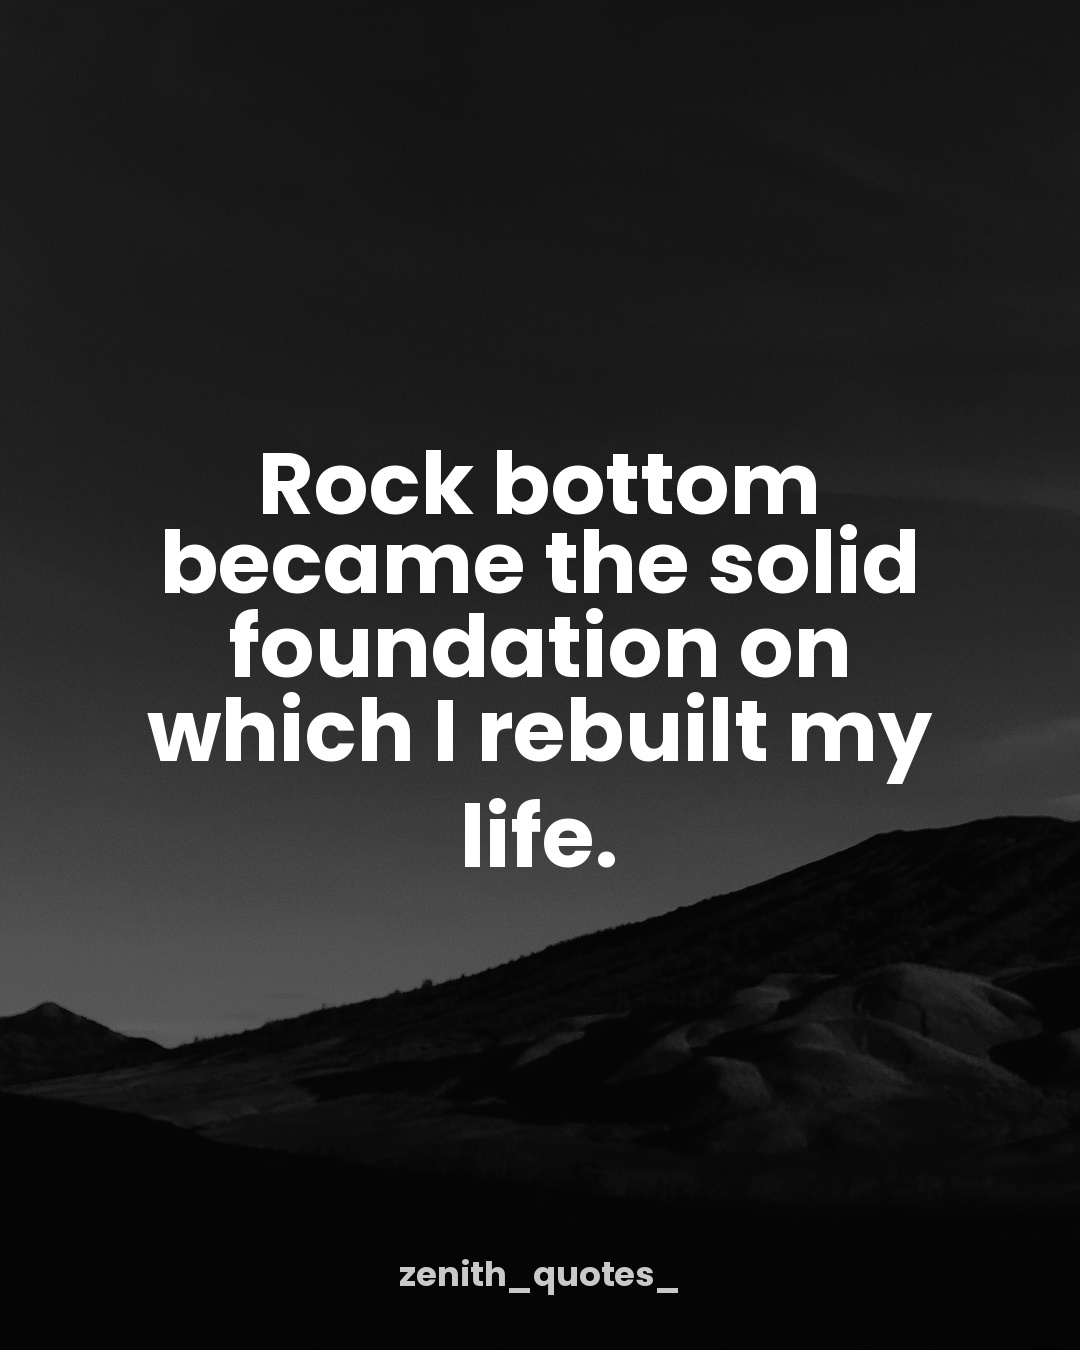 Rock bottom
became the solid
foundation on
which I rebuilt my
life.
zenith_quotes_